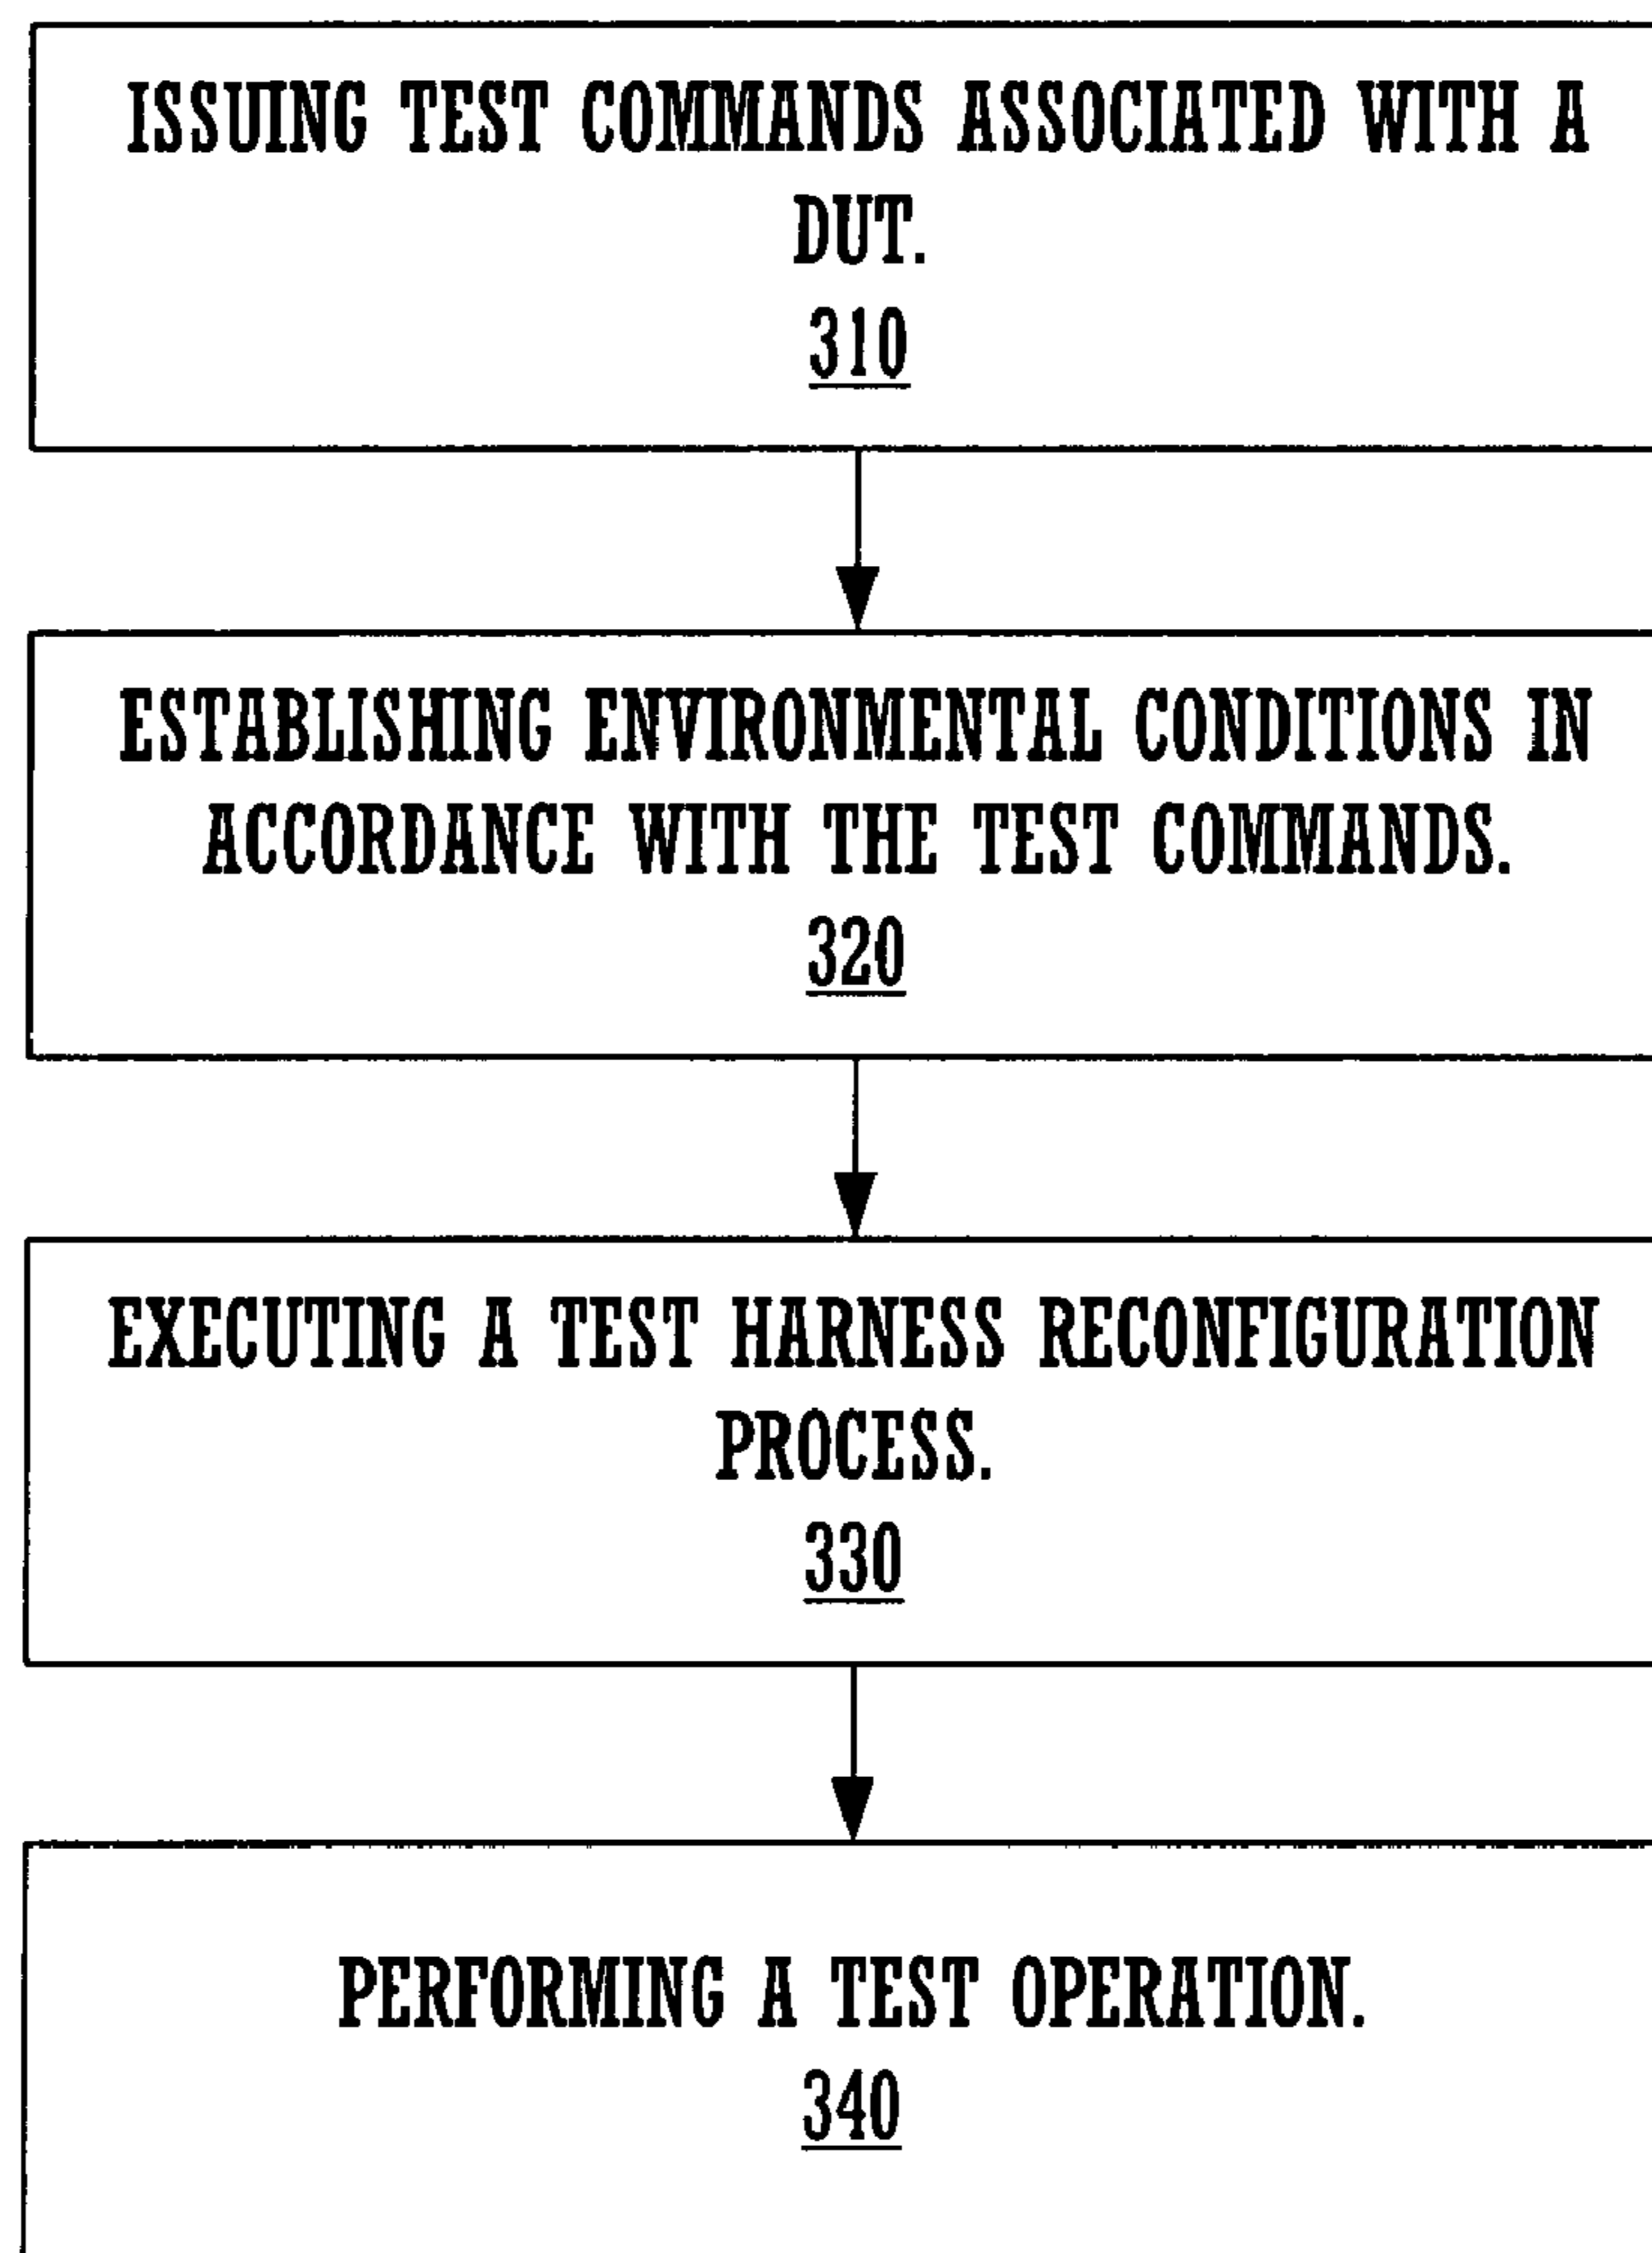 ISSUING TEST COMMANDS ASSOCIATED WITH A
DUT.
310
ESTABLISHING ENVIRONMENTAL CONDITIONS IN
ACCORDANCE WITH THE TEST COMMANDS.
320
EXECUTING A TEST HARNESS RECONFIGURATION
PROCESS.
330
PERFORMING A TEST OPERATION.
340